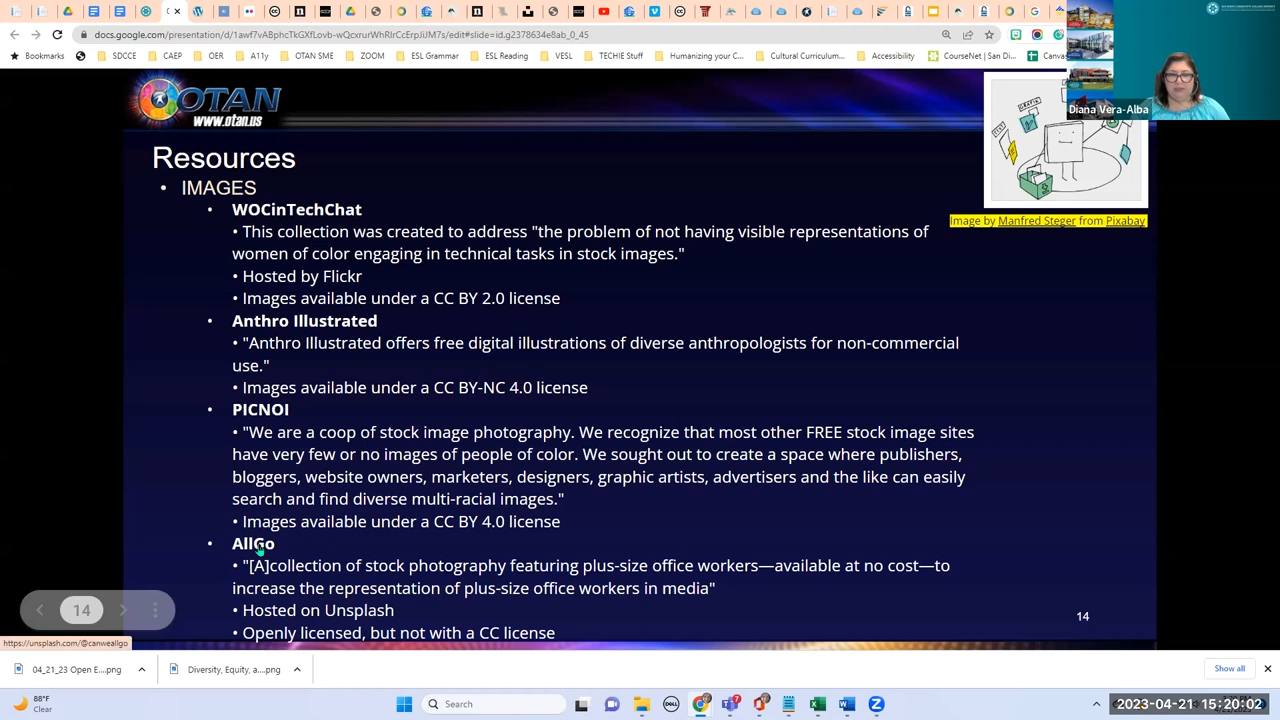 docs.google.com/presentation/d/1awf7vABphcTkGXfLovb-wQqtiObWTCrCcEPrJiUM7s/edit#slide=id.g2378634e8ab_0_45
Bookmarks
SDCCE
CAEP
OER
A11y
OTAN SME
ESL Grammar
ESL Reading
VESL
TECHIE Stuff
Humanizing your C...
Cultural Curriculum...
Accessibility
CourseNet | San Di...
Canvas
Diana Vera-Alba
OTAN
www.otan.us
Resources
• IMAGES
• WOCinTechChat
• This collection was created to address "the problem of not having visible representations of
women of color engaging in technical tasks in stock images."
• Hosted by Flickr
• Images available under a CC BY 2.0 license
• Anthro Illustrated
• "Anthro Illustrated offers free digital illustrations of diverse anthropologists for non-commercial
use."
• Images available under a CC BY-NC 4.0 license
• PICNOI
• "We are a coop of stock image photography. We recognize that most other FREE stock image sites
have very few or no images of people of color. We sought out to create a space where publishers,
bloggers, website owners, marketers, designers, graphic artists, advertisers and the like can easily
search and find diverse multi-racial images."
• Images available under a CC BY 4.0 license
• AllGo
• "[A]collection of stock photography featuring plus-size office workers—available at no cost—to
increase the representation of plus-size office workers in media"
• Hosted on Unsplash
• Openly licensed, but not with a CC license
Image by Manfred Steger from Pixabay
14
14
https://unsplash.com/@canweallgo
04_21_23 Open E....png
Diversity, Equity, a....png
Show all
88°F
Clear
Search
2023-04-21 15:20:02